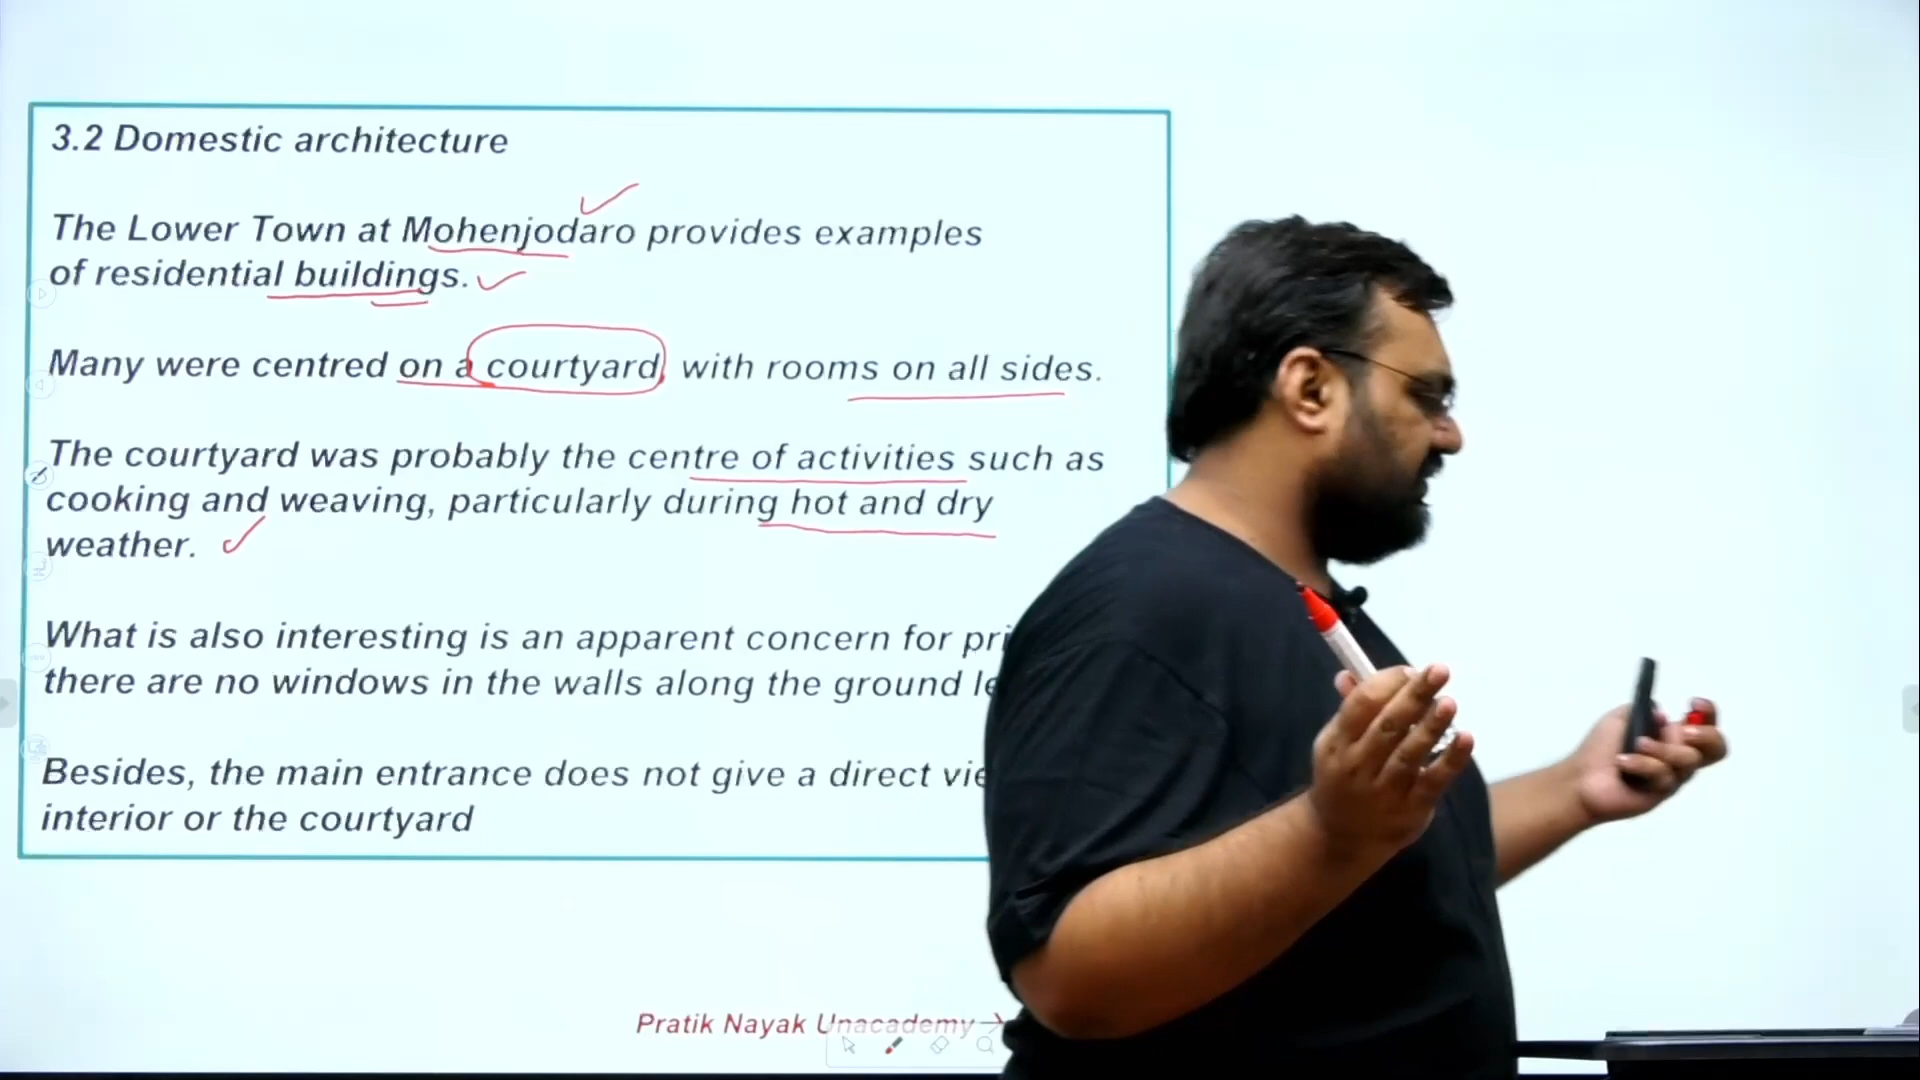 3.2 Domestic architecture
The Lower Town at Mohenjodaro provides examples
of residential buildings.
Many were centred on a courtyard, with rooms on all sides.
The courtyard was probably the centre of activities such as
cooking and weaving, particularly during hot and dry
weather.
What is also interesting is an apparent concern for
there are no windows in the walls along the ground
Besides, the main entrance does not give a direct
interior or the courtyard
Pratik Nayak Unacademy